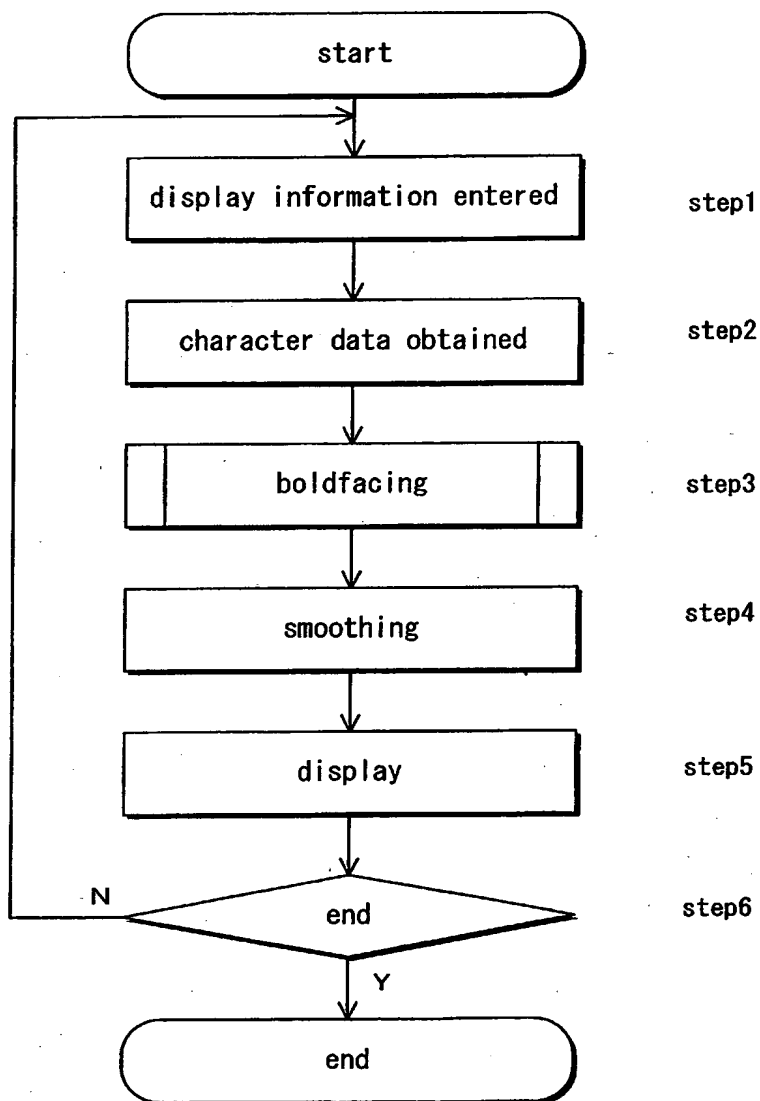 start
display information entered
step1
character data obtained
step2
boldfacing
step3
smoothing
step4
display
step5
N
end
step6
Y
end